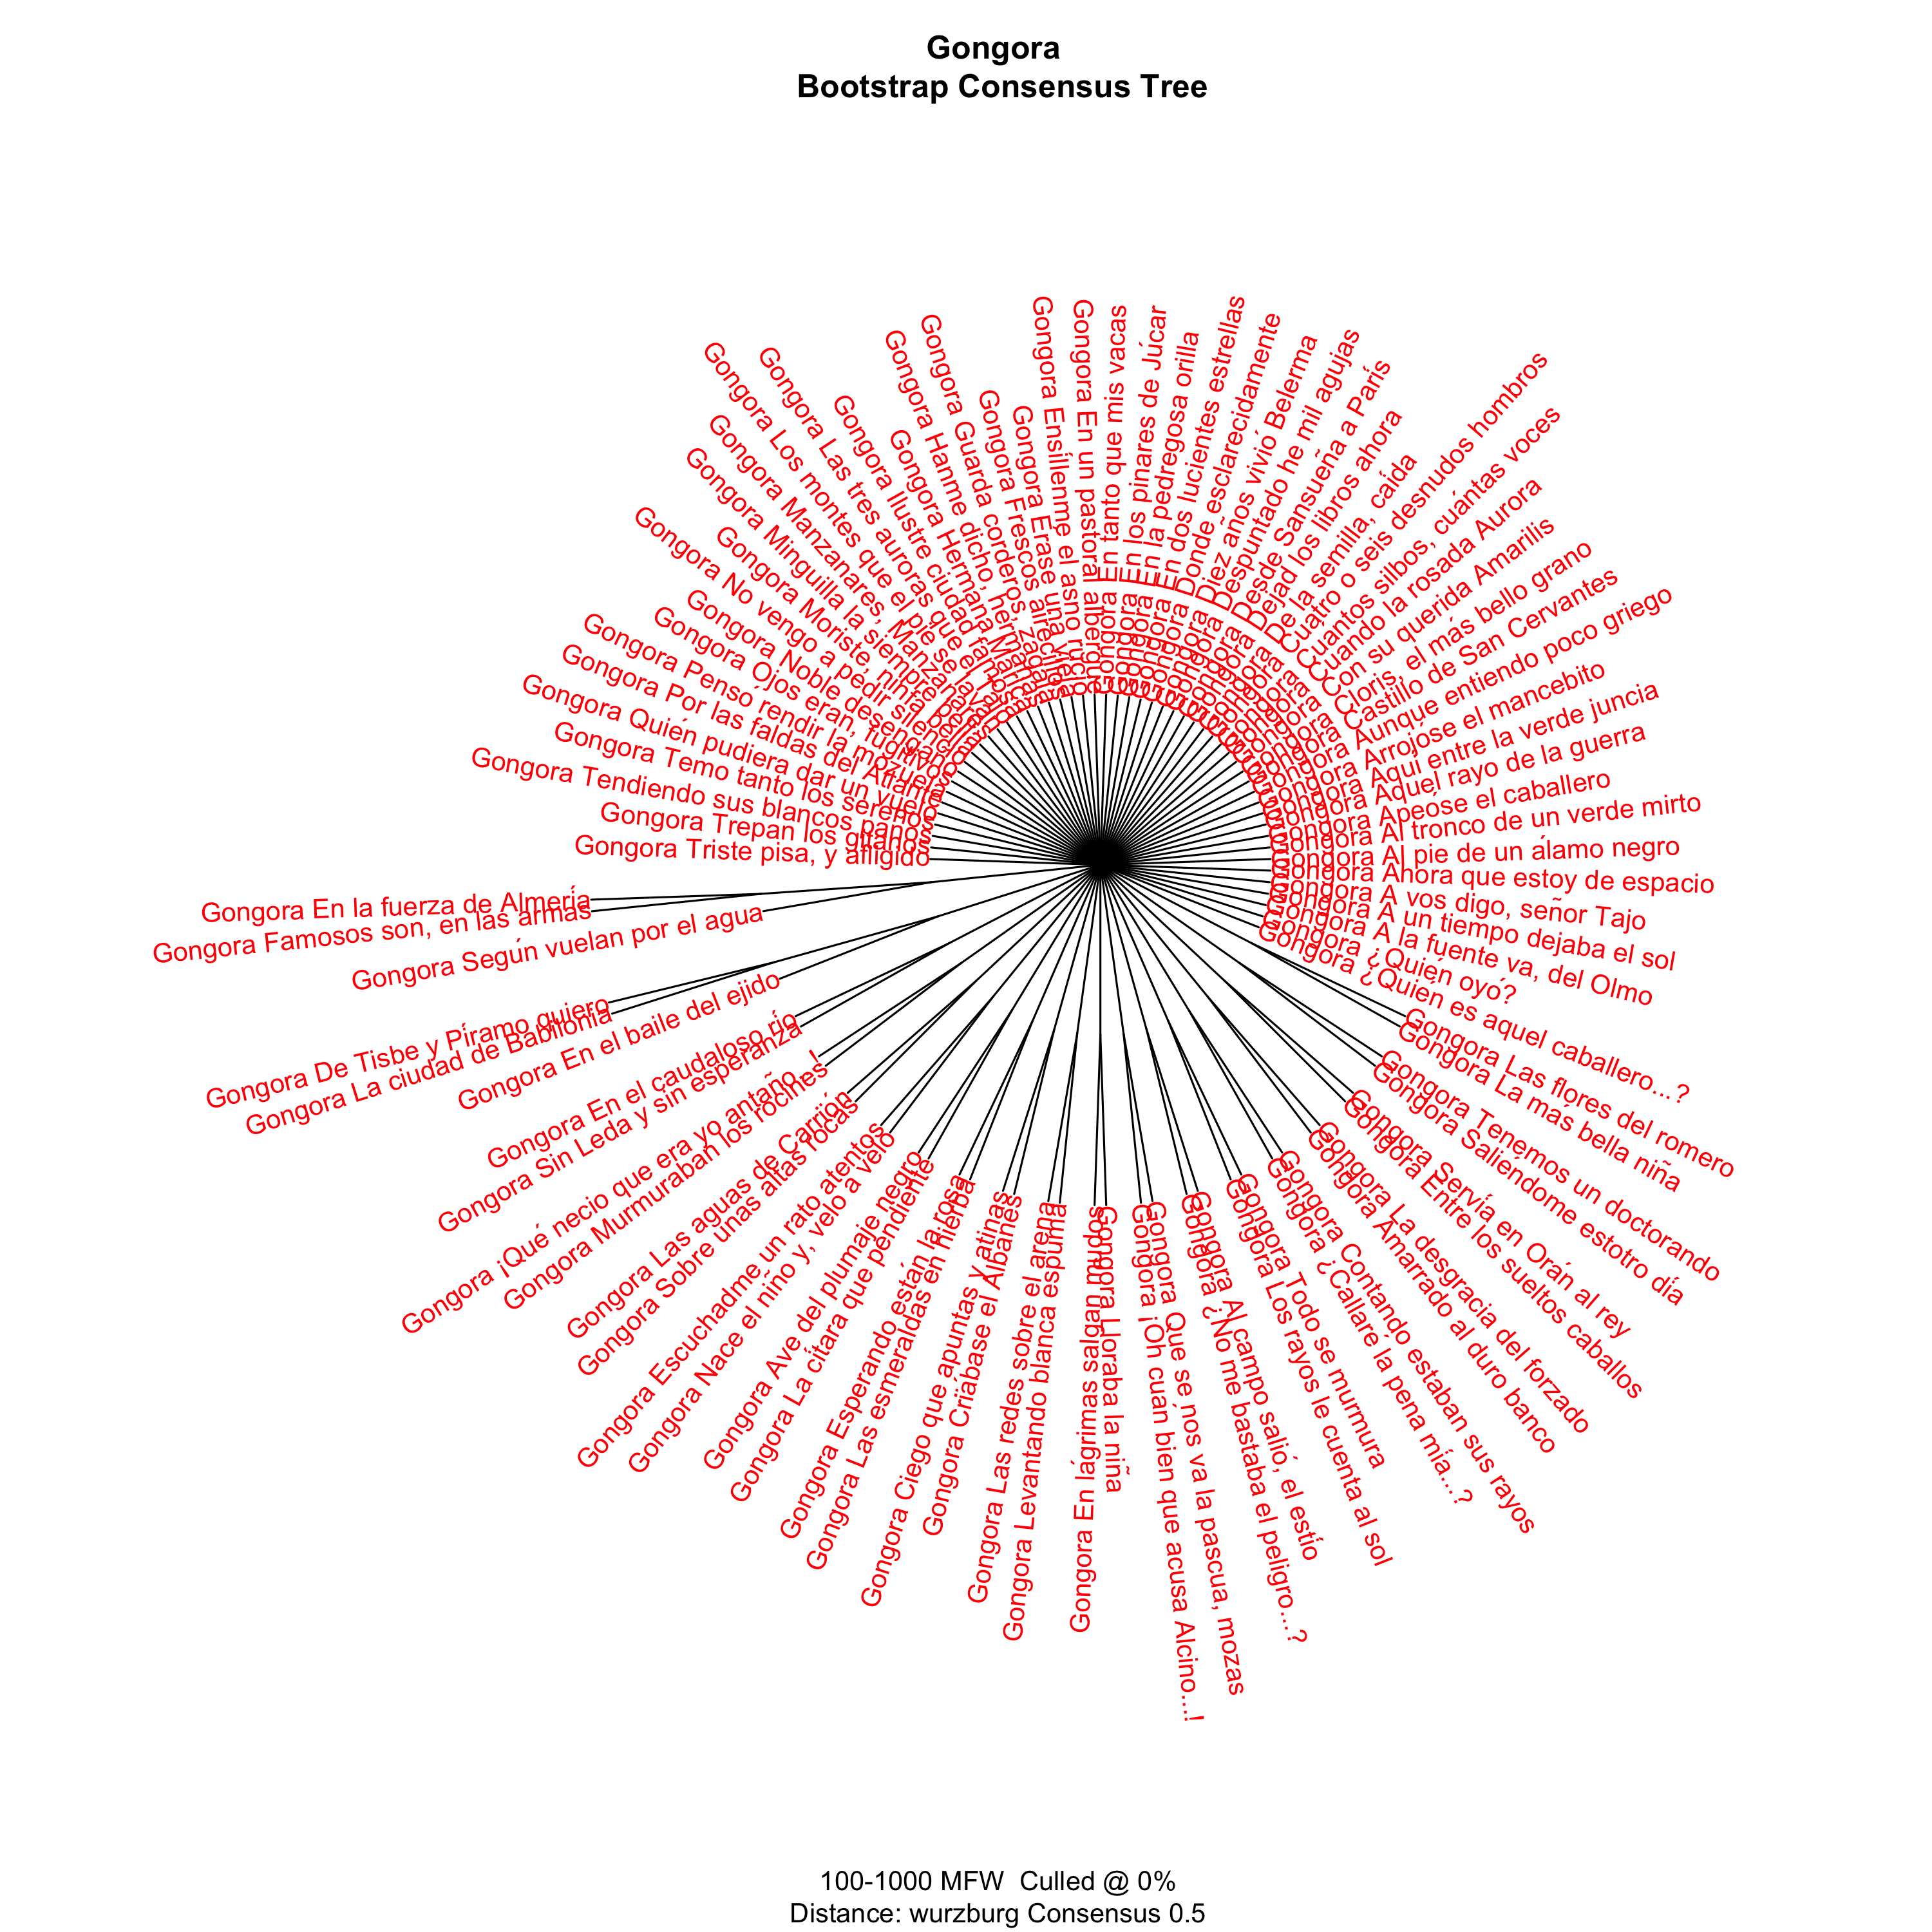 Gongora
Bootstrap Consensus Tree
Gongora En un pastoral albergue
Gongora Ensíllenme el asno rucio
Gongora Érase una vieja
Gongora Frescos airecillos
Gongora Guarda corderos, zagala
Gongora Hanme dicho, hermanas
Gongora Hermana Marica
Gongora Ilustre ciudad famosa
Gongora Las tres auroras que el
Gongora Los montes que el pie se lavan
Gongora Manzanares, Manzanares
Gongora Minguilla la siempre bella
Gongora Moriste, ninfa bella
Gongora No vengo a pedir silencio
Gongora Noble desengaño
Gongora Ojos eran, fugitivos
Gongora Pensó rendir la mozuela
Gongora Por las faldas del Atlante
Gongora Quién pudiera dar un vuelo
Gongora Temo tanto los serenos
Gongora Tendiendo sus blancos paños
Gongora Trepan los gitanos
Gongora Triste pisa, y afligido
Gongora En la fuerza de Almería
Gongora Famosos son, en las armas
Gongora Según vuelan por el agua
Gongora De Tisbe y Píramo quiero
Gongora La ciudad de Babilonia
Gongora En el baile del ejido
Gongora En el caudaloso río
Gongora Sin Leda y sin esperanza
Gongora ¡Qué necio que era yo antaño...!
Gongora Murmuraban los rocines
Gongora Las aguas de Carrión
Gongora Sobre unas altas rocas
Gongora Escuchadme un rato atentos
Gongora Nace el niño y, velo a velo
Gongora Ave del plumaje negro
Gongora La cítara que pendiente
Gongora Esperando están la rosa
Gongora Las esmeraldas en hierba
Gongora Ciego que apuntas y atinas
Gongora Criábase el Albanés
Gongora Las redes sobre el arena
Gongora Levantando blanca espuma
Gongora En lágrimas salgan mudos
Gongora Lloraba la niña
Gongora ¡Oh cuán bien que acusa Alcino...!
Gongora Que se nos va la pascua, mozas
Gongora ¿No me bastaba el peligro...?
Gongora Al campo salió, el estío
Gongora Los rayos le cuenta al sol
Gongora Todo se murmura
Gongora ¿Callaré la pena mía...?
Gongora Contando estaban sus rayos
Gongora Amarrado al duro banco
Gongora La desgracia del forzado
Gongora Entre los sueltos caballos
Gongora Servía en Orán al rey
Gongora Saliéndome estotro día
Gongora Tenemos un doctorando
Gongora La más bella niña
Gongora Las flores del romero
Gongora ¿Quién es aquel caballero...?
Gongora ¿Quién oyó?
Gongora A la fuente va, del Olmo
Gongora A un tiempo dejaba el sol
Gongora A vos digo, señor Tajo
Gongora Ahora que estoy de espacio
Gongora Al pie de un álamo negro
Gongora Al tronco de un verde mirto
Gongora Apeóse el caballero
Gongora Aquel rayo de la guerra
Gongora Aquí entre la verde juncia
Gongora Arrojóse el mancebito
Gongora Aunque entiendo poco griego
Gongora Castillo de San Cervantes
Gongora Cloris, el más bello grano
Gongora Con su querida Amarilis
Gongora Cuando la rosada Aurora
Gongora Cuántos silbos, cuántas voces
Gongora Cuatro o seis desnudos hombros
Gongora De la semilla, caída
Gongora Dejad los libros ahora
Gongora Desde Sansueña a París
Gongora Despuntado he mil agujas
Gongora Diez años vivió Belerma
Gongora Donde esclarecidamente
Gongora En dos lucientes estrellas
Gongora En la pedregosa orilla
Gongora En los pinares de Júcar
Gongora En tanto que mis vacas
100-1000 MFW Culled @ 0%
Distance: wurzburg Consensus 0.5